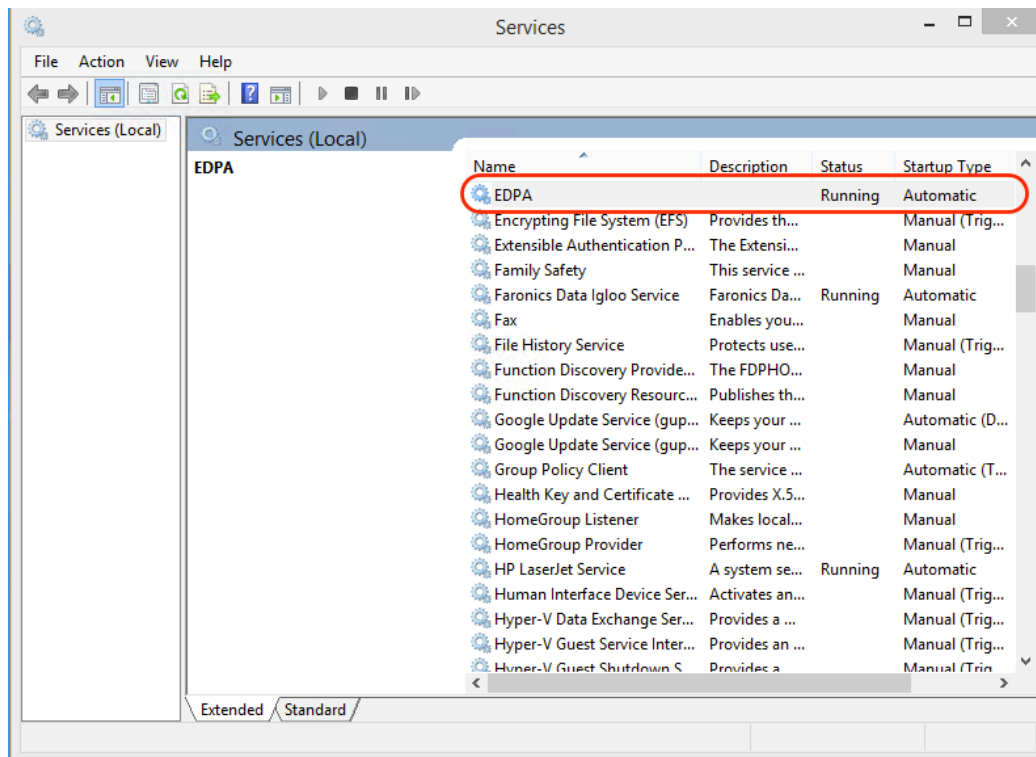 Services
File Action View Help
Services (Local)
Services (Local)
EDPA
Name Description Status Startup Type
EDPA Running Automatic
Encrypting File System (EFS) Provides th... Manual (Trig...
Extensible Authentication P... The Extensi... Manual
Family Safety This service ... Manual
Faronics Data Igloo Service Faronics Da... Running Automatic
Fax Enables you... Manual
File History Service Protects use... Manual (Trig...
Function Discovery Provide... The FDPHO... Manual
Function Discovery Resourc... Publishes th... Manual
Google Update Service (gup... Keeps your ... Automatic (D...
Google Update Service (gup... Keeps your ... Manual
Group Policy Client The service ... Automatic (T...
Health Key and Certificate ... Provides X.5... Manual
HomeGroup Listener Makes local... Manual
HomeGroup Provider Performs ne... Manual (Trig...
HP LaserJet Service A system se... Running Automatic
Human Interface Device Ser... Activates an... Manual (Trig...
Hyper-V Data Exchange Ser... Provides a ... Manual (Trig...
Hyper-V Guest Service Inter... Provides an ... Manual (Trig...
Hyper-V Guest Shutdown S... Provides a ... Manual (Trig...
Extended Standard